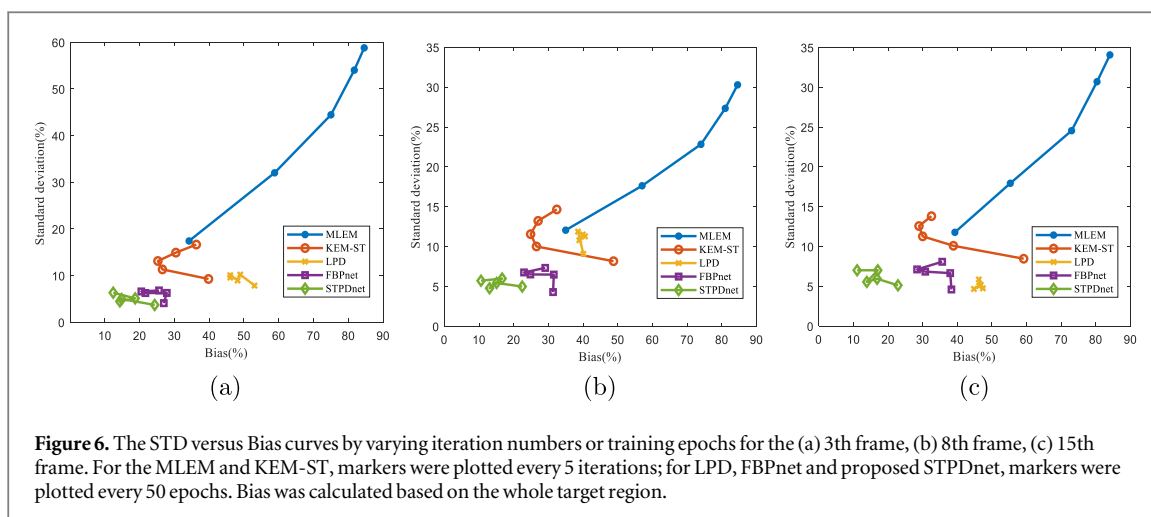 60
50
40
30
20
10
0
10 20 30 40 50 60 70 80 90
Standard deviation(%)
Bias(%)
MLEM
KEM-ST
LPD
FBPnet
STPDnet
(a)
35
30
25
20
15
10
5
0
0 10 20 30 40 50 60 70 80 90
Standard deviation(%)
Bias(%)
MLEM
KEM-ST
LPD
FBPnet
STPDnet
(b)
35
30
25
20
15
10
5
0
0 10 20 30 40 50 60 70 80 90
Standard deviation(%)
Bias(%)
MLEM
KEM-ST
LPD
FBPnet
STPDnet
(c)
Figure 6. The STD versus Bias curves by varying iteration numbers or training epochs for the (a) 3th frame, (b) 8th frame, (c) 15th
frame. For the MLEM and KEM-ST, markers were plotted every 5 iterations; for LPD, FBPnet and proposed STPDnet, markers were
plotted every 50 epochs. Bias was calculated based on the whole target region.